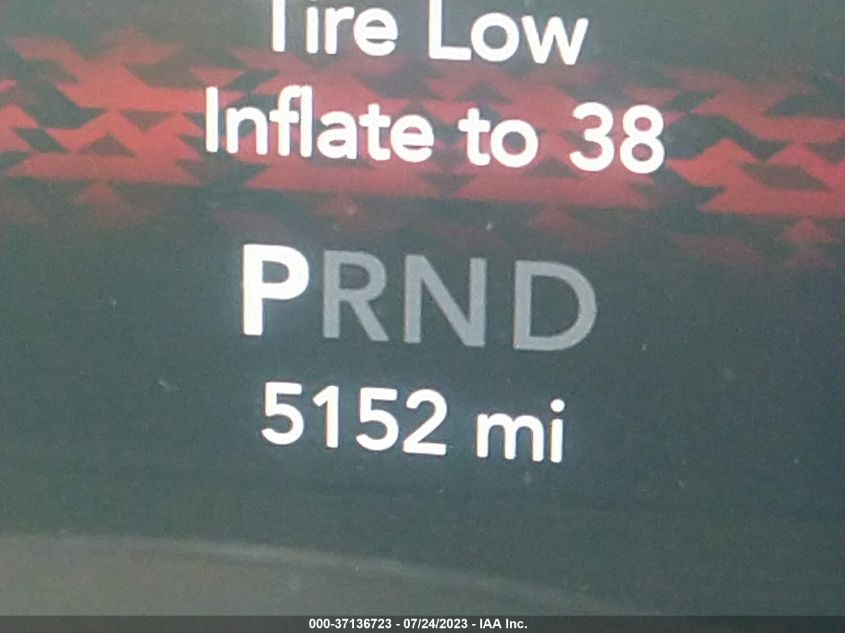 Tire Low
Inflate to 38
PRND
5152 mi
000-37136723 - 07/24/2023 - IAA Inc.